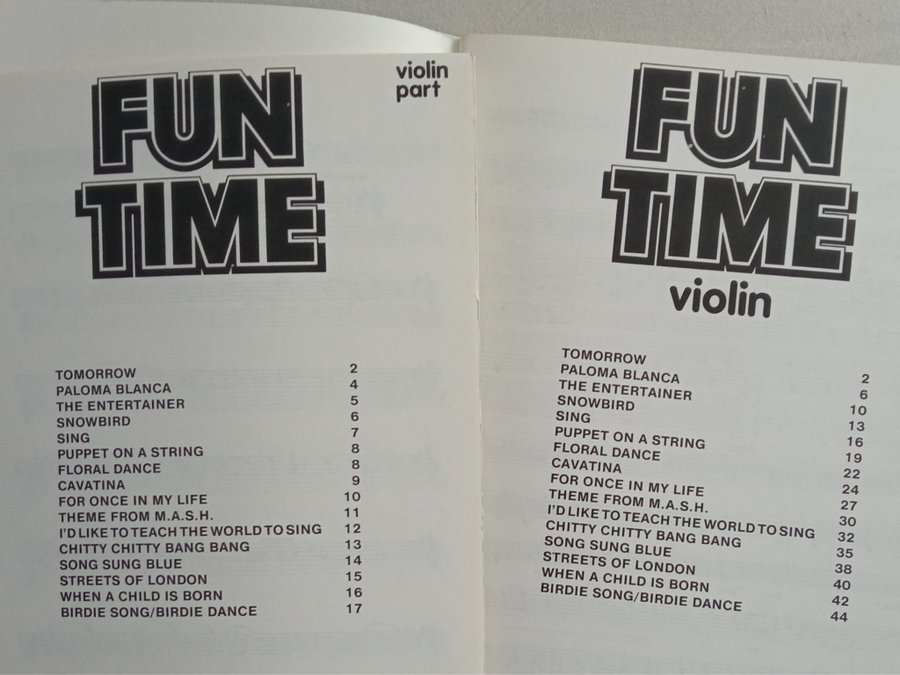 FUN
TIME
violin
part
TOMORROW 2
PALOMA BLANCA 4
THE ENTERTAINER 5
SNOWBIRD 6
SING 7
PUPPET ON A STRING 8
FLORAL DANCE 8
CAVATINA 9
FOR ONCE IN MY LIFE 10
THEME FROM M.A.S.H. 11
I'D LIKE TO TEACH THE WORLD TO SING 12
CHITTY CHITTY BANG BANG 13
SONG SUNG BLUE 14
STREETS OF LONDON 15
WHEN A CHILD IS BORN 16
BIRDIE SONG/BIRDIE DANCE 17
FUN
TIME
violin
TOMORROW 2
PALOMA BLANCA 6
THE ENTERTAINER 10
SNOWBIRD 13
SING 16
PUPPET ON A STRING 19
FLORAL DANCE 22
CAVATINA 24
FOR ONCE IN MY LIFE 27
THEME FROM M.A.S.H. 30
I'D LIKE TO TEACH THE WORLD TO SING 32
CHITTY CHITTY BANG BANG 35
SONG SUNG BLUE 38
STREETS OF LONDON 40
WHEN A CHILD IS BORN 42
BIRDIE SONG/BIRDIE DANCE 44